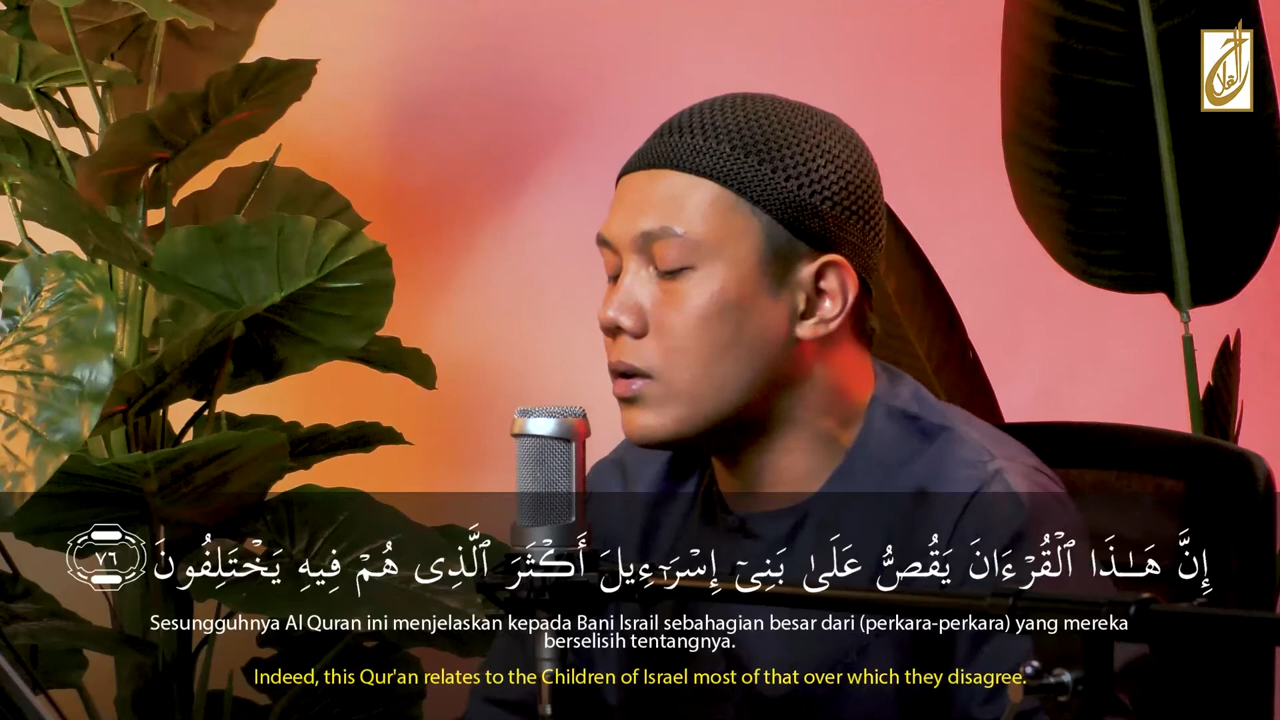 إِنَّ هَـٰذَا ٱلْقُرْءَانَ يَقُصُّ عَلَىٰ بَنِىٓ إِسْرَٰٓءِيلَ أَكْثَرَ ٱلَّذِى هُمْ فِيهِ يَخْتَلِفُونَ ٧٦
Sesungguhnya Al Quran ini menjelaskan kepada Bani Israil sebahagian besar dari (perkara-perkara) yang mereka
berselisih tentangnya.
Indeed, this Qur'an relates to the Children of Israel most of that over which they disagree.